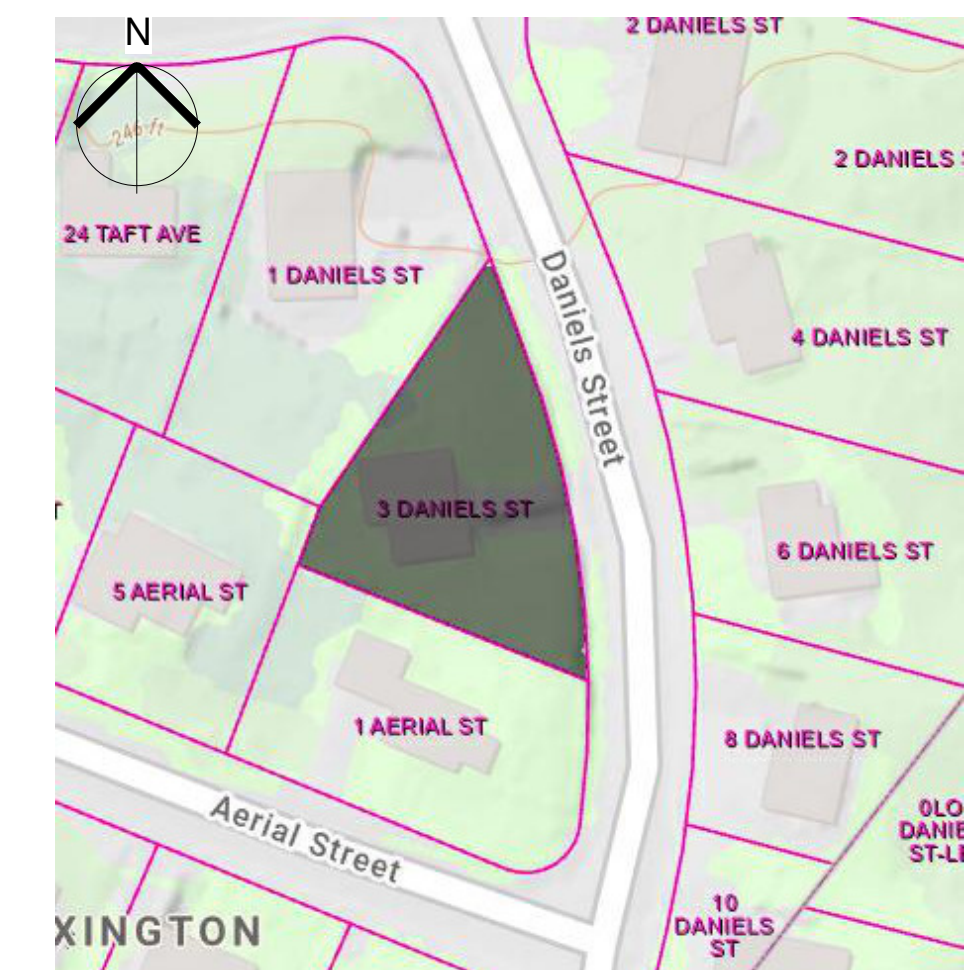 N
2 DANIELS ST
246 ft
2 DANIELS S
24 TAFT AVE
1 DANIELS ST
Daniels Street
4 DANIELS ST
3 DANIELS ST
T
6 DANIELS ST
5 AERIAL ST
1 AERIAL ST
8 DANIELS ST
Aerial Street
0LO
DANIE
ST-LE
10
DANIELS
ST
XINGTON